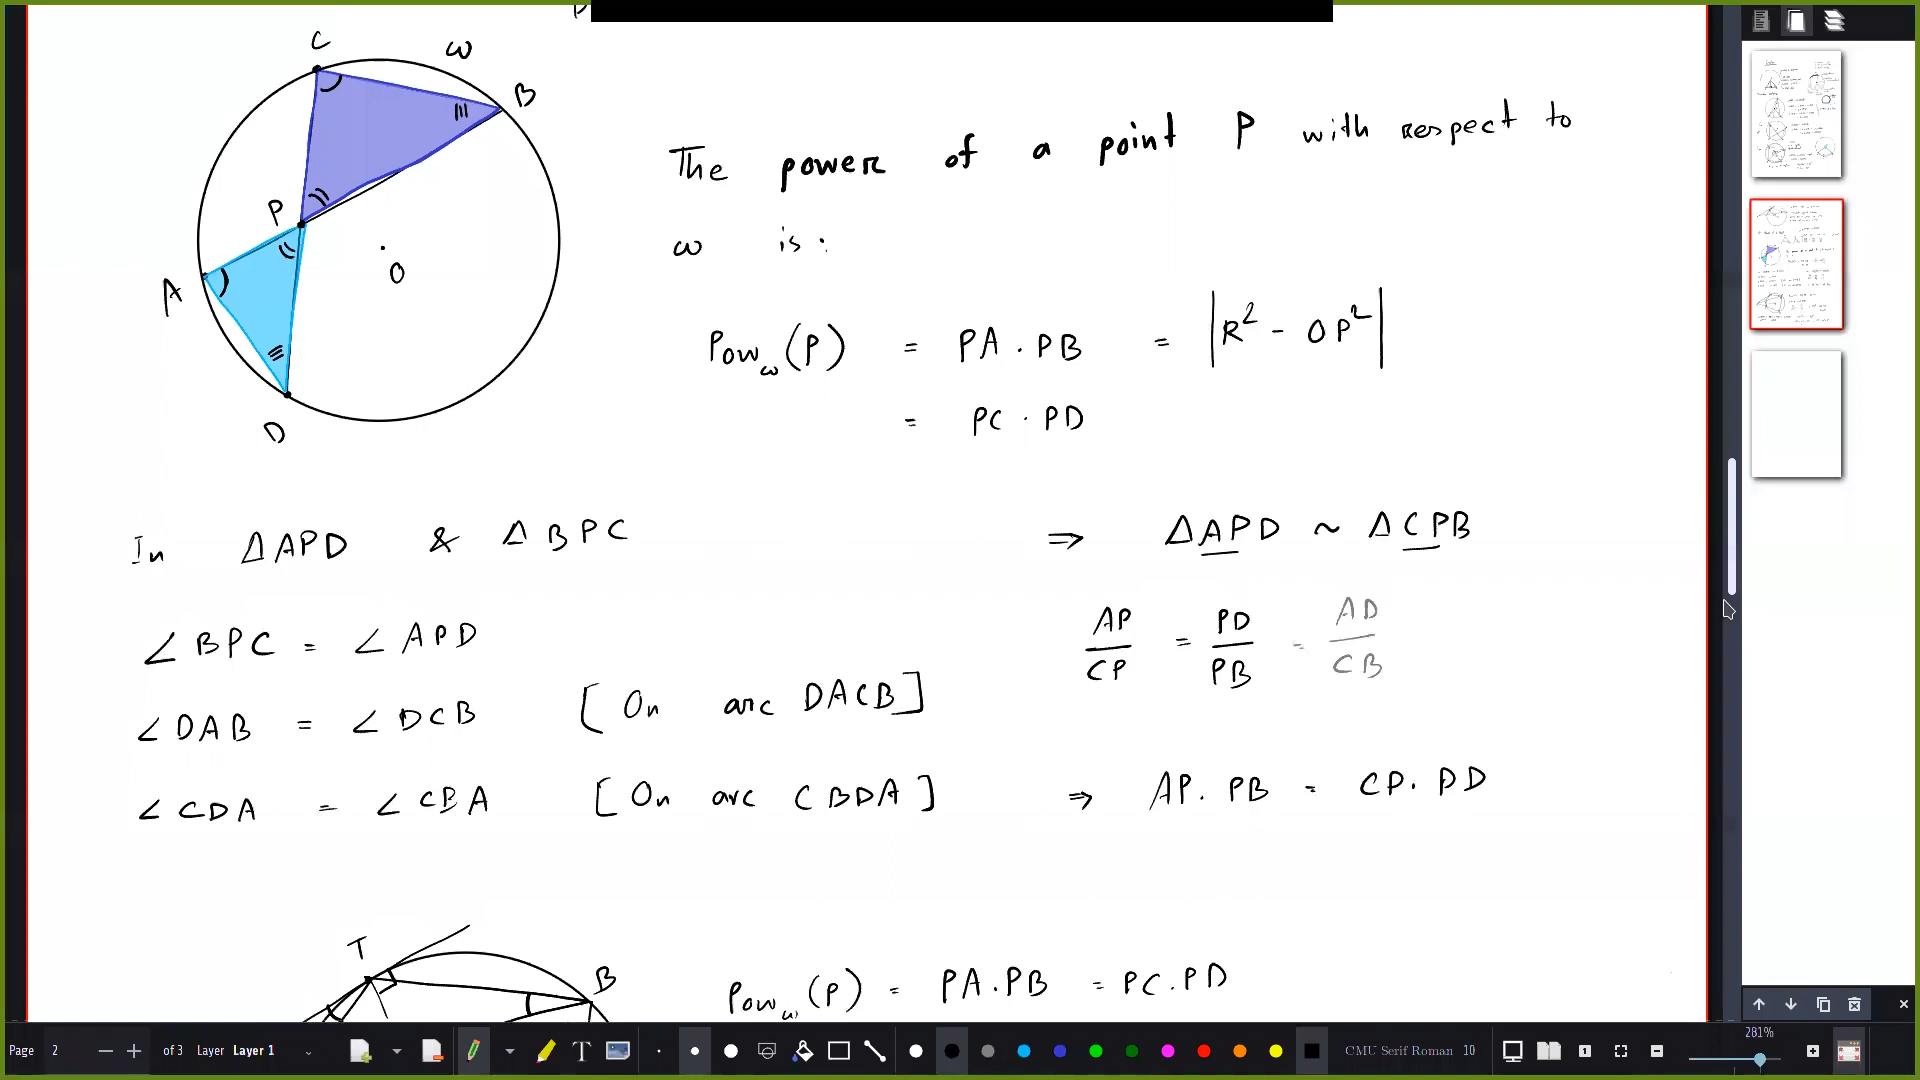 C
ω
B
P
A
O
D
The power of a point P with respect to
ω is :
Pow_ω(P) = PA . PB = |R² - OP²|
= PC . PD
In ΔAPD & ΔBPC ⇒ ΔAPD ~ ΔCPB
∠BPC = ∠APD
AP/CP = PD/PB = AD/CB
∠DAB = ∠DCB [On arc DACB]
∠CDA = ∠CBA [On arc CBDA] ⇒ AP. PB = CP. PD
T
B
Pow_ω(P) = PA.PB = PC.PD
Page 2 of 3 Layer Layer 1
CMU Serif Roman 10
281%